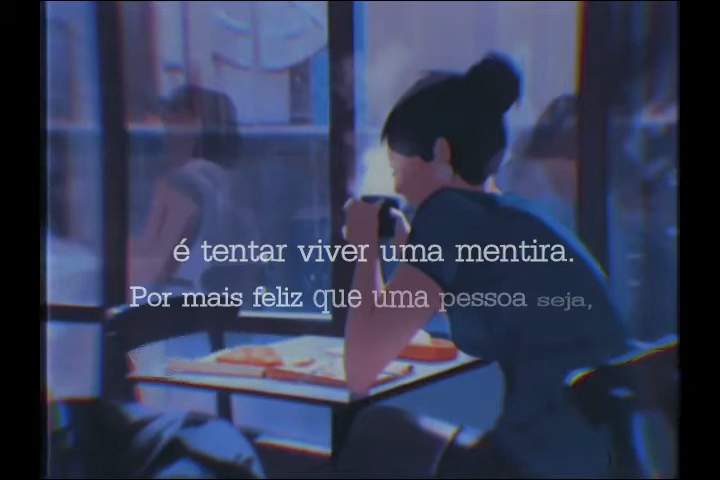 é tentar viver uma mentira.
Por mais feliz que uma pessoa seja,